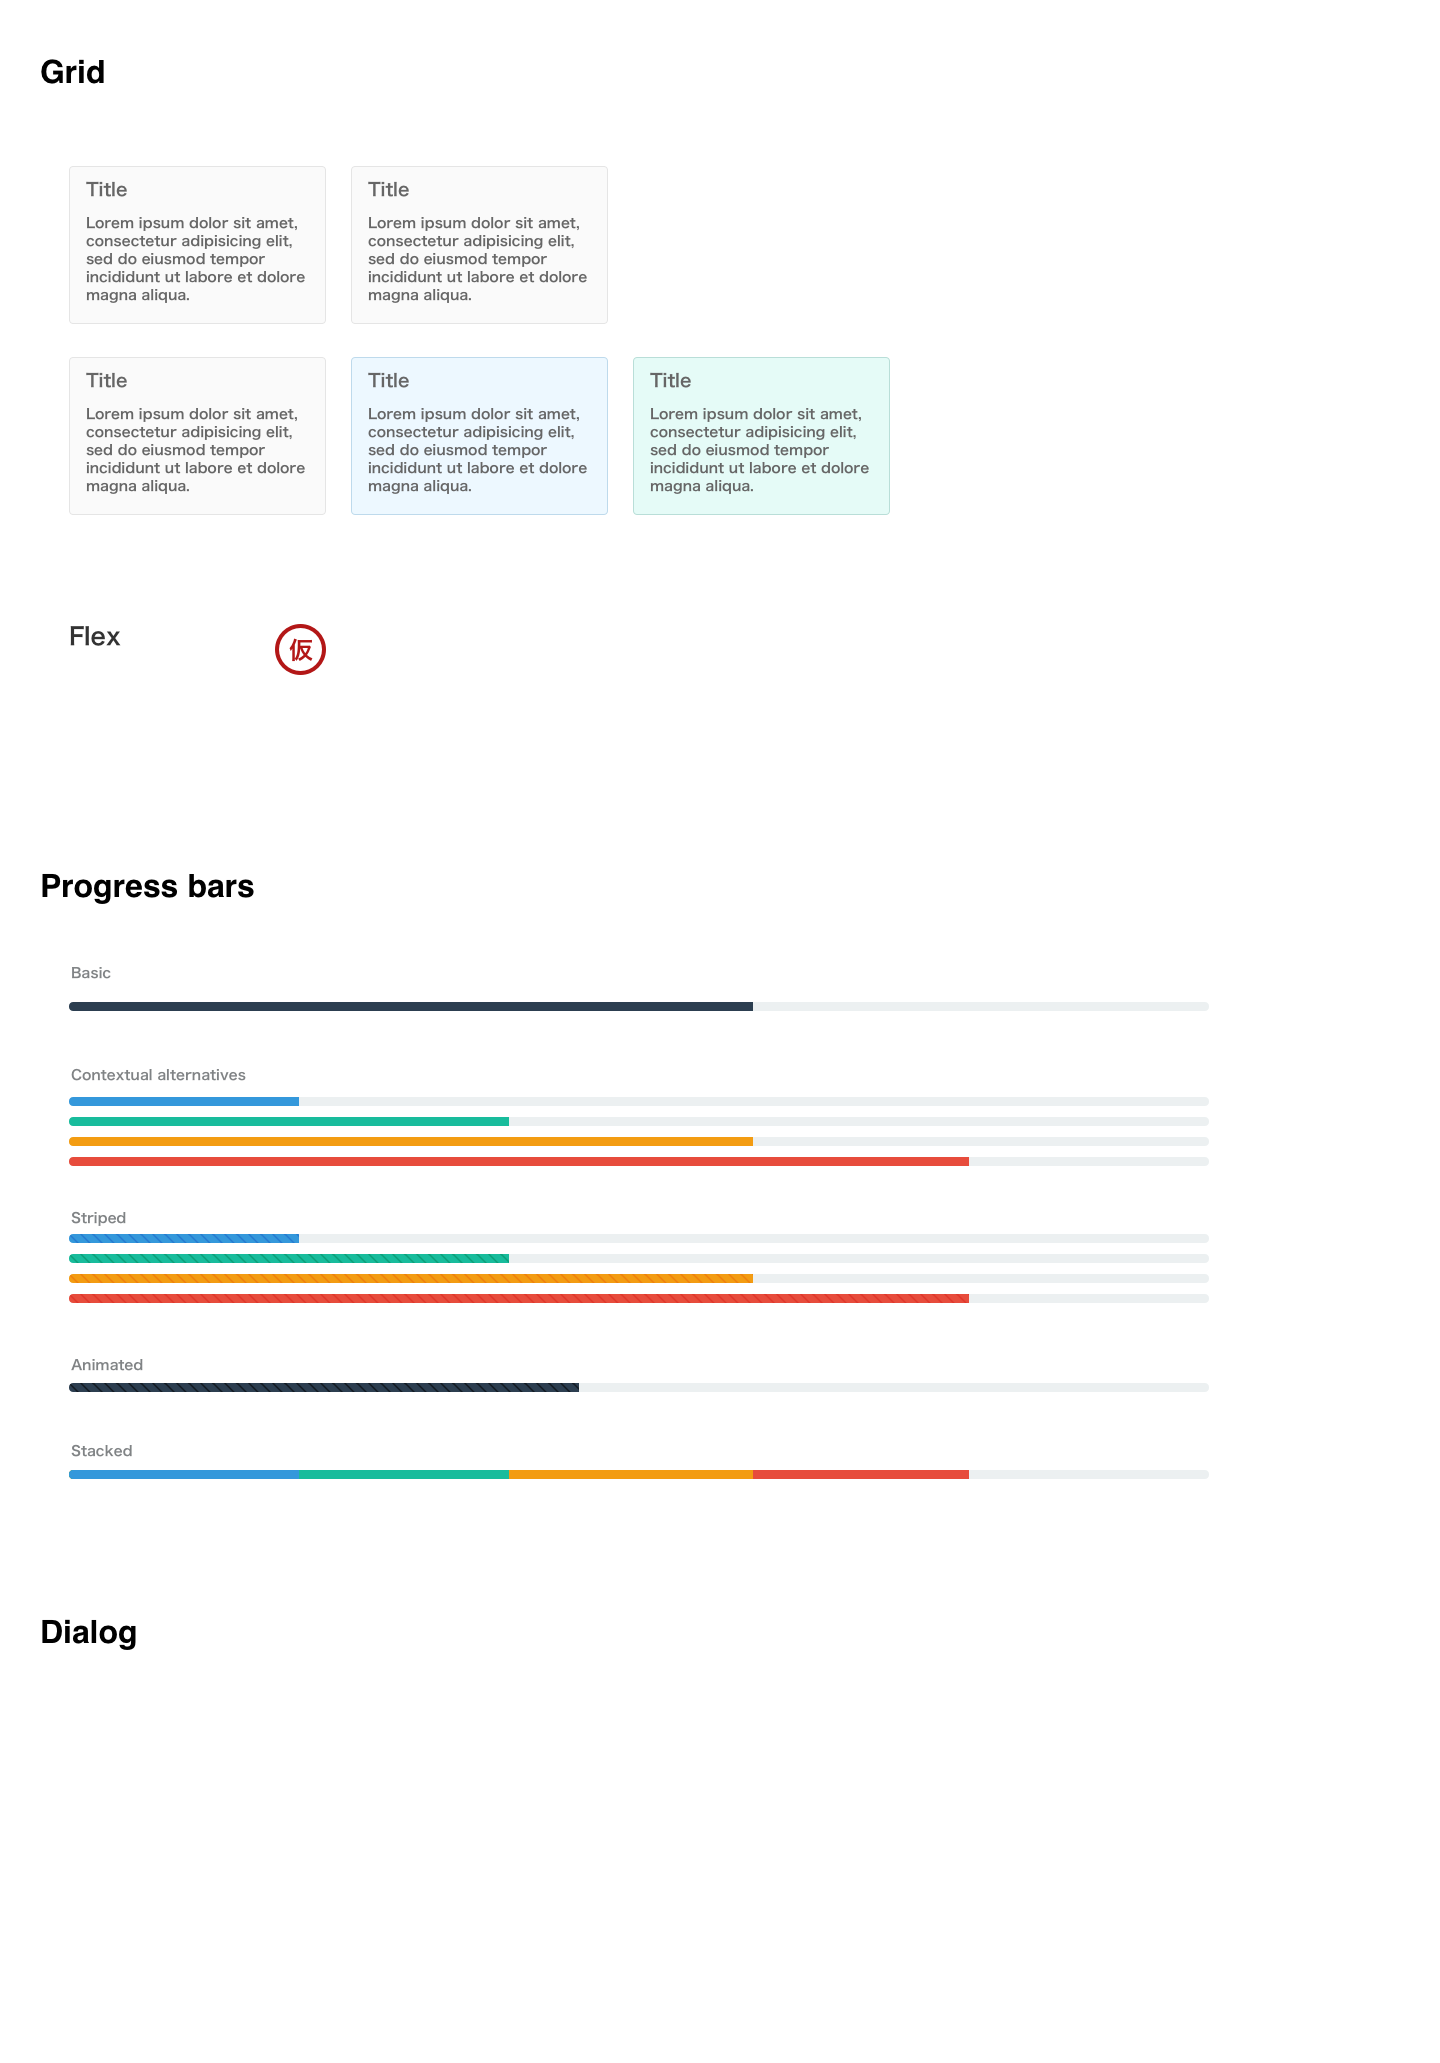 Grid
Title
Lorem ipsum dolor sit amet,
consectetur adipisicing elit,
sed do eiusmod tempor
incididunt ut labore et dolore
magna aliqua.
Title
Lorem ipsum dolor sit amet,
consectetur adipisicing elit,
sed do eiusmod tempor
incididunt ut labore et dolore
magna aliqua.
Title
Lorem ipsum dolor sit amet,
consectetur adipisicing elit,
sed do eiusmod tempor
incididunt ut labore et dolore
magna aliqua.
Title
Lorem ipsum dolor sit amet,
consectetur adipisicing elit,
sed do eiusmod tempor
incididunt ut labore et dolore
magna aliqua.
Title
Lorem ipsum dolor sit amet,
consectetur adipisicing elit,
sed do eiusmod tempor
incididunt ut labore et dolore
magna aliqua.
Flex
仮
Progress bars
Basic
Contextual alternatives
Striped
Animated
Stacked
Dialog